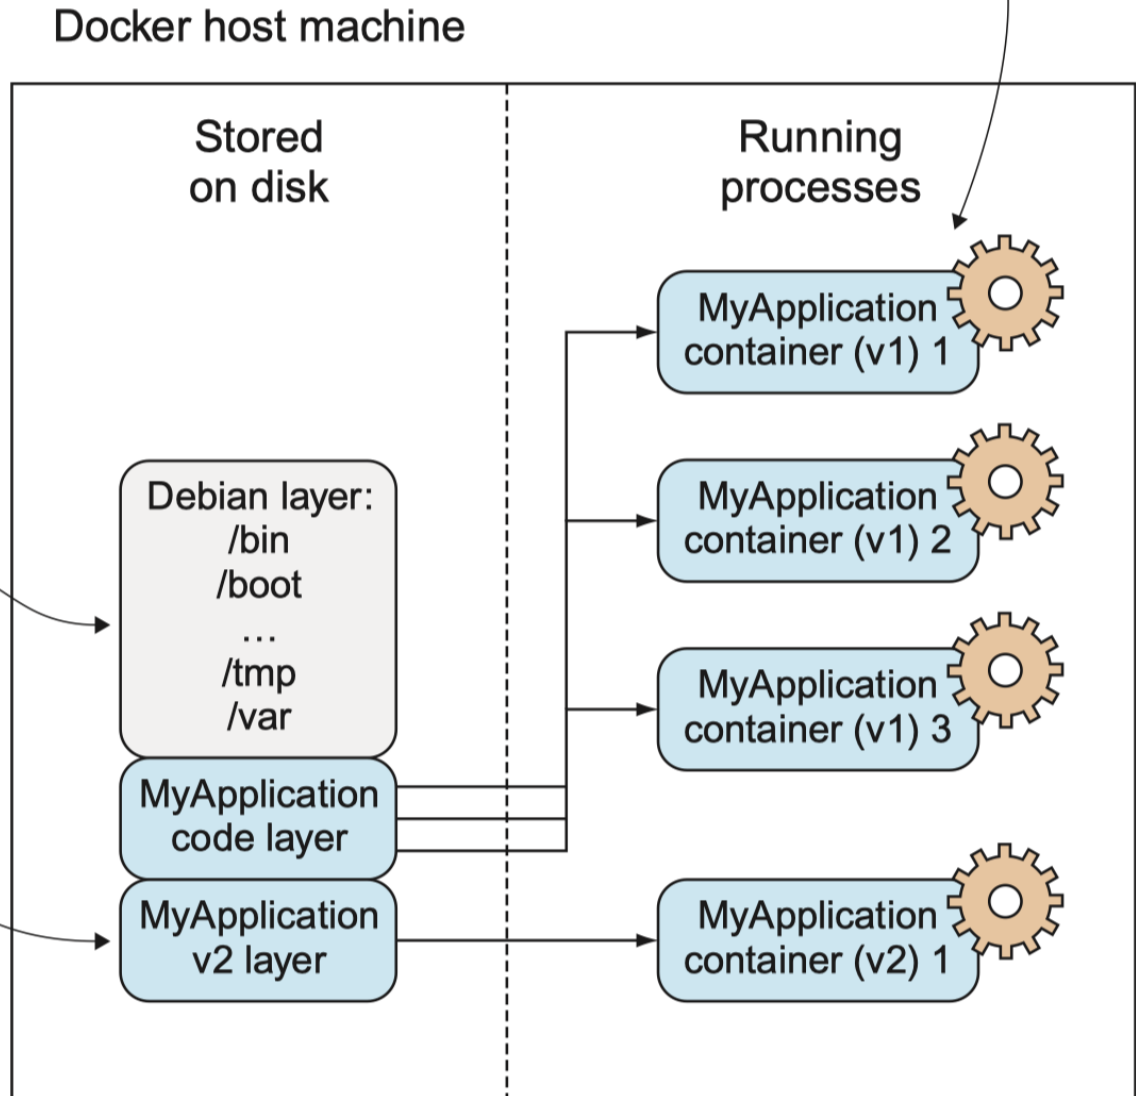 Docker host machine
Stored
on disk
Running
processes
Debian layer:
/bin
/boot
...
/tmp
/var
MyApplication
code layer
MyApplication
v2 layer
MyApplication
container (v1) 1
MyApplication
container (v1) 2
MyApplication
container (v1) 3
MyApplication
container (v2) 1